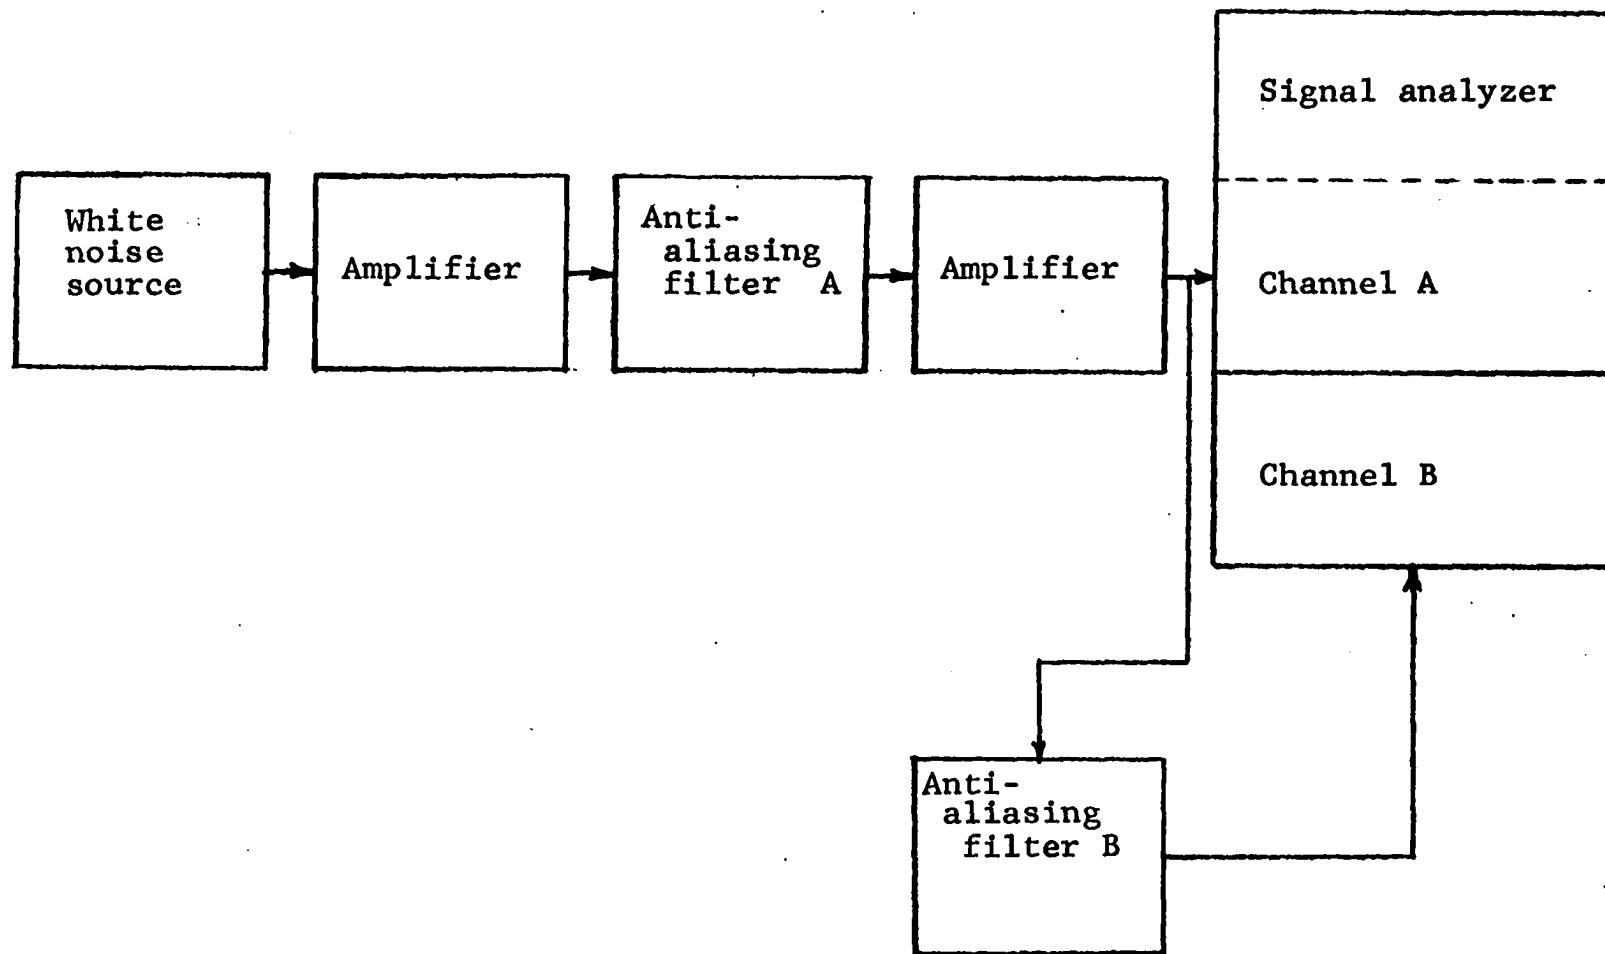 White
noise
source
Amplifier
Anti-
aliasing
filter A
Amplifier
Signal analyzer
Channel A
Channel B
Anti-
aliasing
filter B